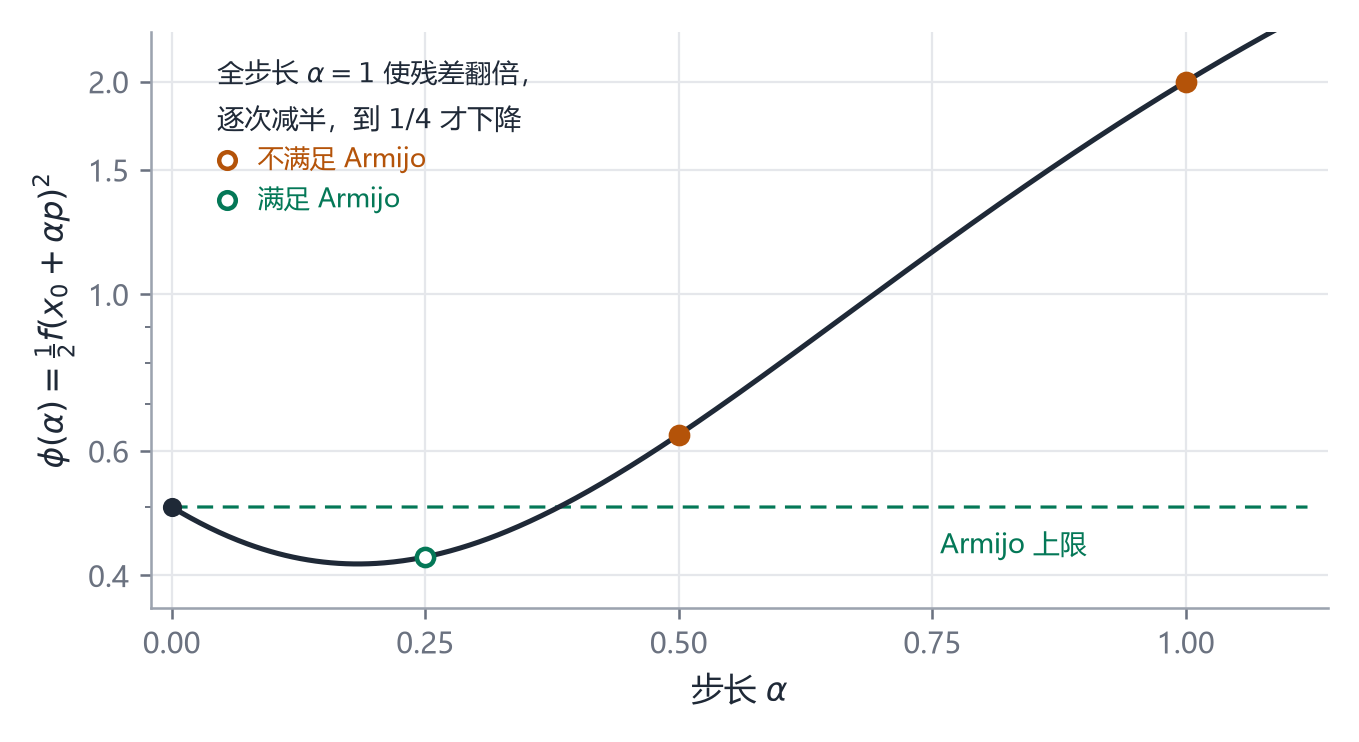 全步长 α = 1 使残差翻倍，
逐次减半，到 1/4 才下降
不满足 Armijo
满足 Armijo
2.0
1.5
1.0
0.6
0.4
ϕ(α) = ½f(x₀ + αp)²
Armijo 上限
0.00 0.25 0.50 0.75 1.00
步长 α